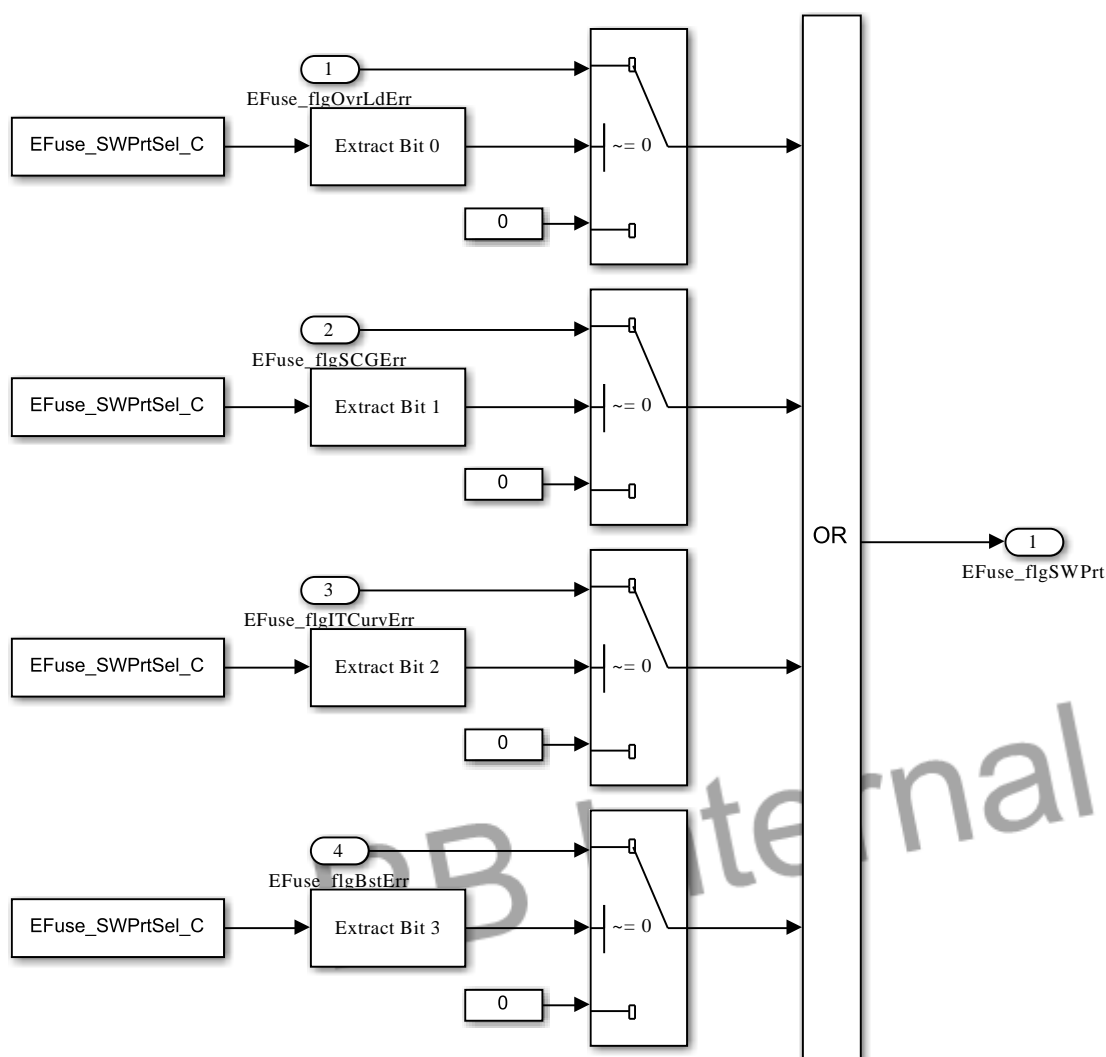 1
EFuse_flgOvrLdErr
EFuse_SWPrtSel_C
Extract Bit 0
~= 0
0
2
EFuse_flgSCGErr
EFuse_SWPrtSel_C
Extract Bit 1
~= 0
0
OR
1
EFuse_flgSWPrt
3
EFuse_flgITCurvErr
EFuse_SWPrtSel_C
Extract Bit 2
~= 0
0
4
EFuse_flgBstErr
EFuse_SWPrtSel_C
Extract Bit 3
~= 0
0
Internal